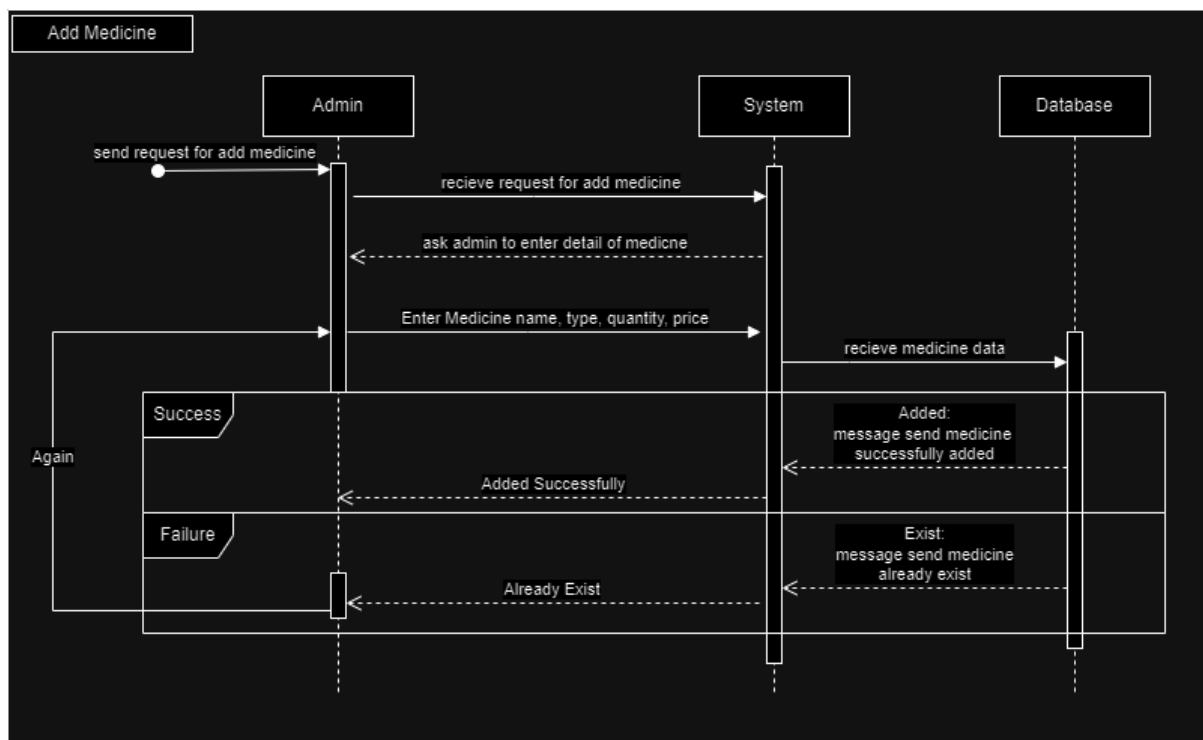 Add Medicine
Admin
System
Database
send request for add medicine
recieve request for add medicine
ask admin to enter detail of medicne
Enter Medicine name, type, quantity, price
recieve medicine data
Success
Added:
message send medicine
successfully added
Again
Added Successfully
Failure
Exist:
message send medicine
already exist
Already Exist